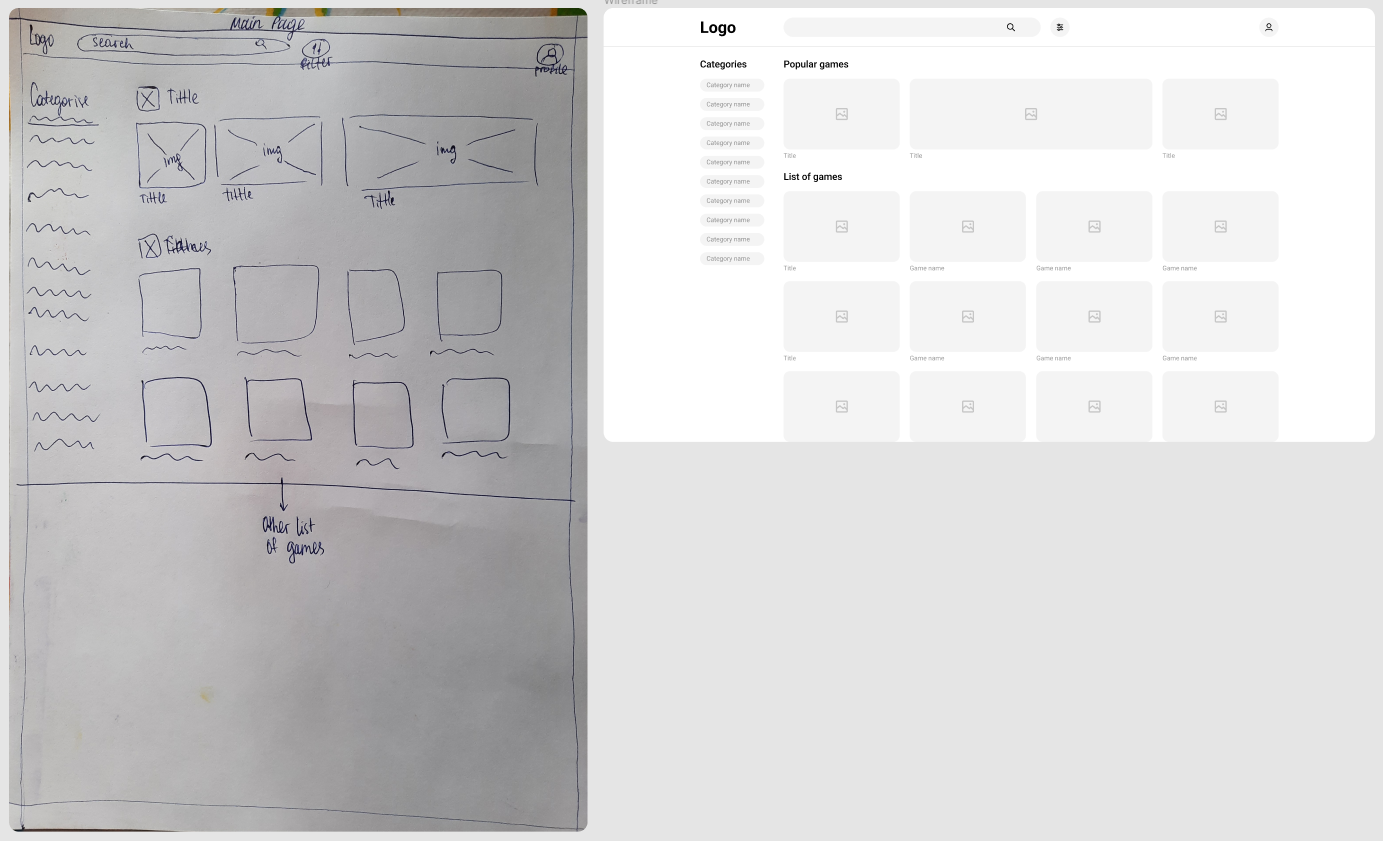 Main Page
Logo
search
filter
profile
Categorise
Tittle
img
img
img
Tittle
tittle
Tittle
Other list
of games
Wireframe
Logo
Categories
Category name
Category name
Category name
Category name
Category name
Category name
Category name
Category name
Category name
Category name
Popular games
Title
Title
Title
List of games
Title
Game name
Game name
Game name
Title
Game name
Game name
Game name